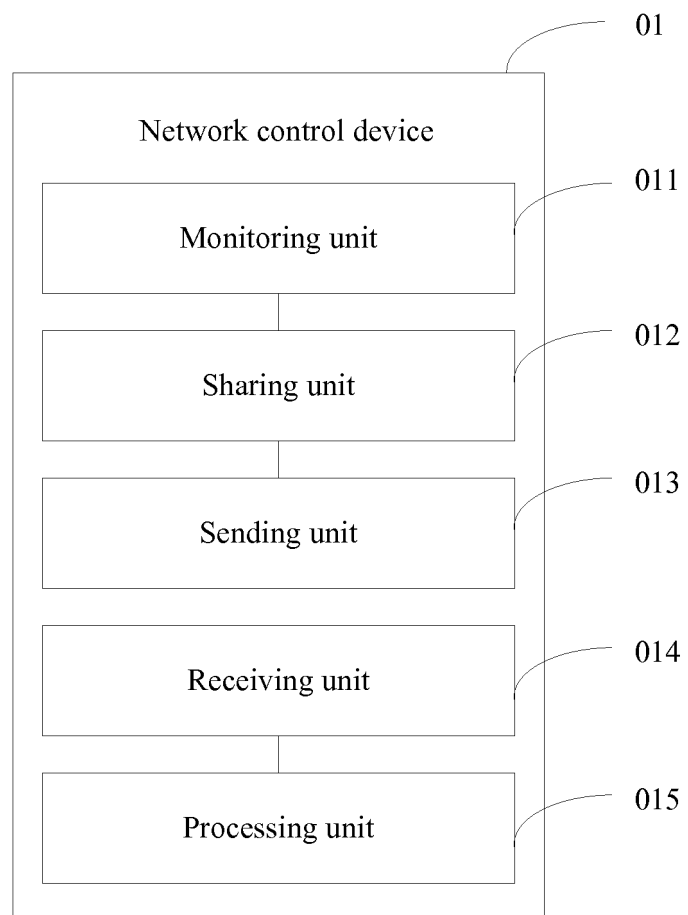 01
Network control device
011
Monitoring unit
012
Sharing unit
013
Sending unit
014
Receiving unit
015
Processing unit